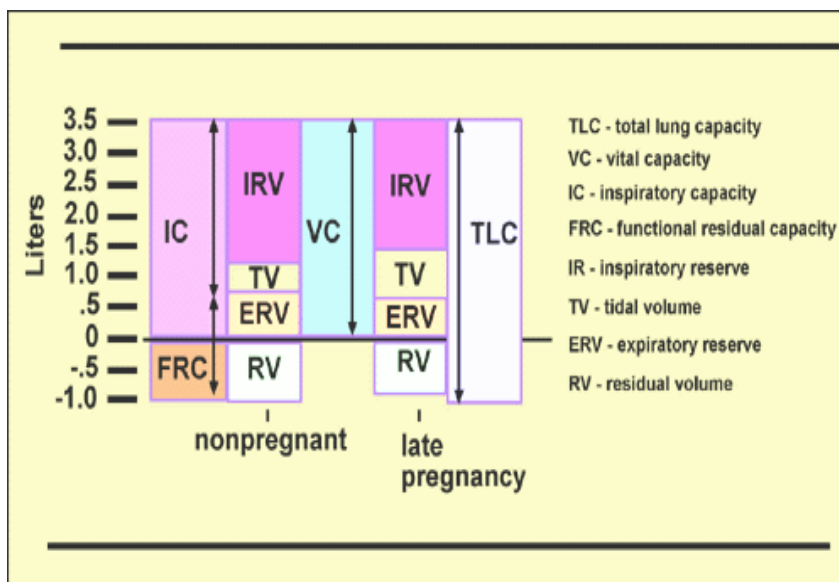 Liters
3.5
3.0
2.5
2.0
1.5
1.0
.5
0
-.5
-1.0
IC
FRC
IRV
TV
ERV
RV
VC
IRV
TV
ERV
RV
TLC
nonpregnant
late
pregnancy
TLC - total lung capacity
VC - vital capacity
IC - inspiratory capacity
FRC - functional residual capacity
IR - inspiratory reserve
TV - tidal volume
ERV - expiratory reserve
RV - residual volume